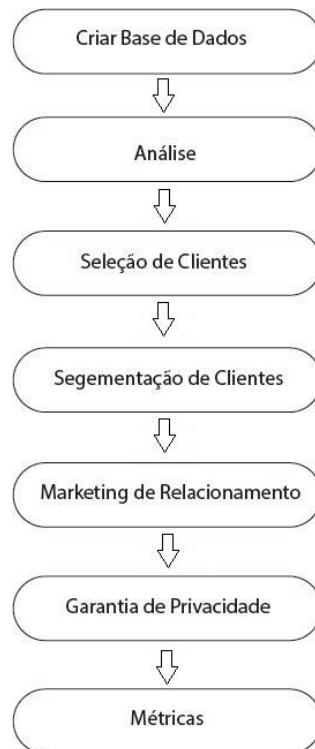 Criar Base de Dados
Análise
Seleção de Clientes
Segementação de Clientes
Marketing de Relacionamento
Garantia de Privacidade
Métricas